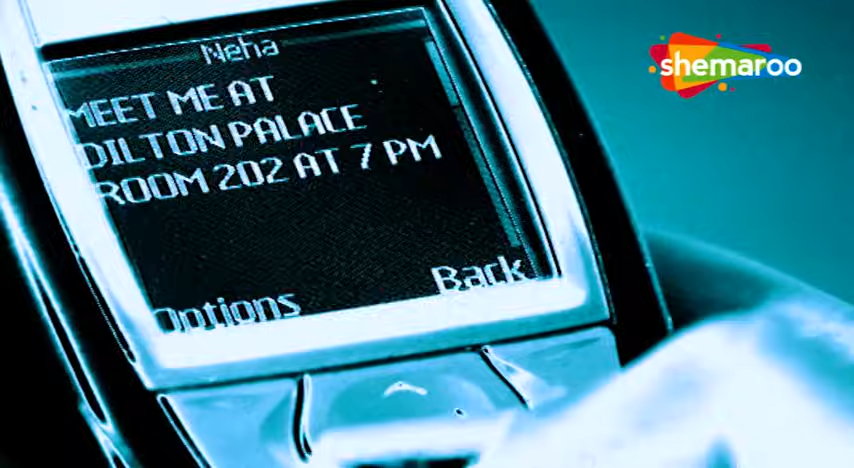 Neha
MEET ME AT
DILTON PALACE
ROOM 202 AT 7 PM
Options
Back
shemaroo